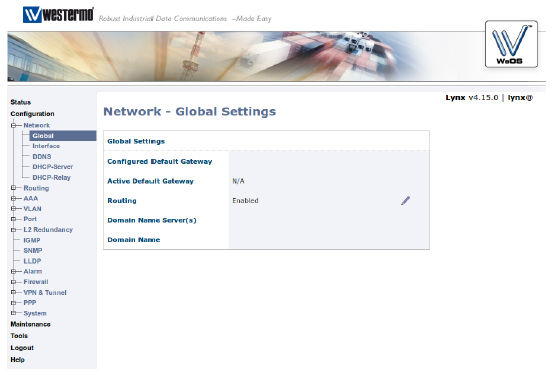 westermo Robust Industrial Data Communications –Made Easy
W
WeOS
Lynx v4.15.0 | lynx@
Status
Configuration
Network
Global
Interface
DDNS
DHCP-Server
DHCP-Relay
Routing
AAA
VLAN
Port
L2 Redundancy
IGMP
SNMP
LLDP
Alarm
Firewall
VPN & Tunnel
PPP
System
Maintenance
Tools
Logout
Help
Network - Global Settings
Global Settings
Configured Default Gateway
Active Default Gateway N/A
Routing Enabled
Domain Name Server(s)
Domain Name